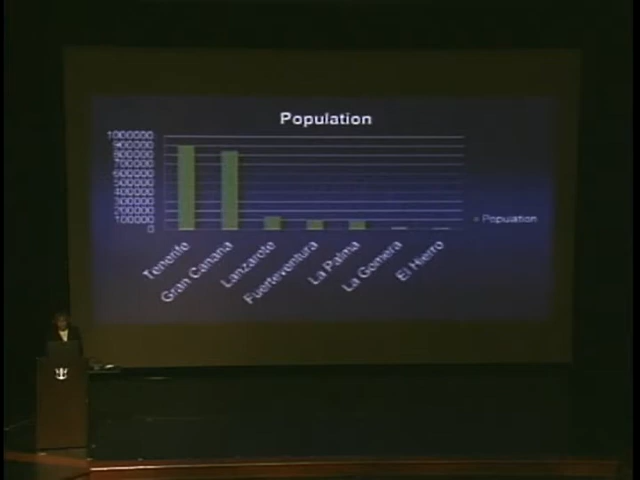 Population
1000000
900000
800000
700000
600000
500000
400000
300000
200000
100000
0
Tenerife
Gran Canaria
Lanzarote
Fuerteventura
La Palma
La Gomera
El Hierro
Population